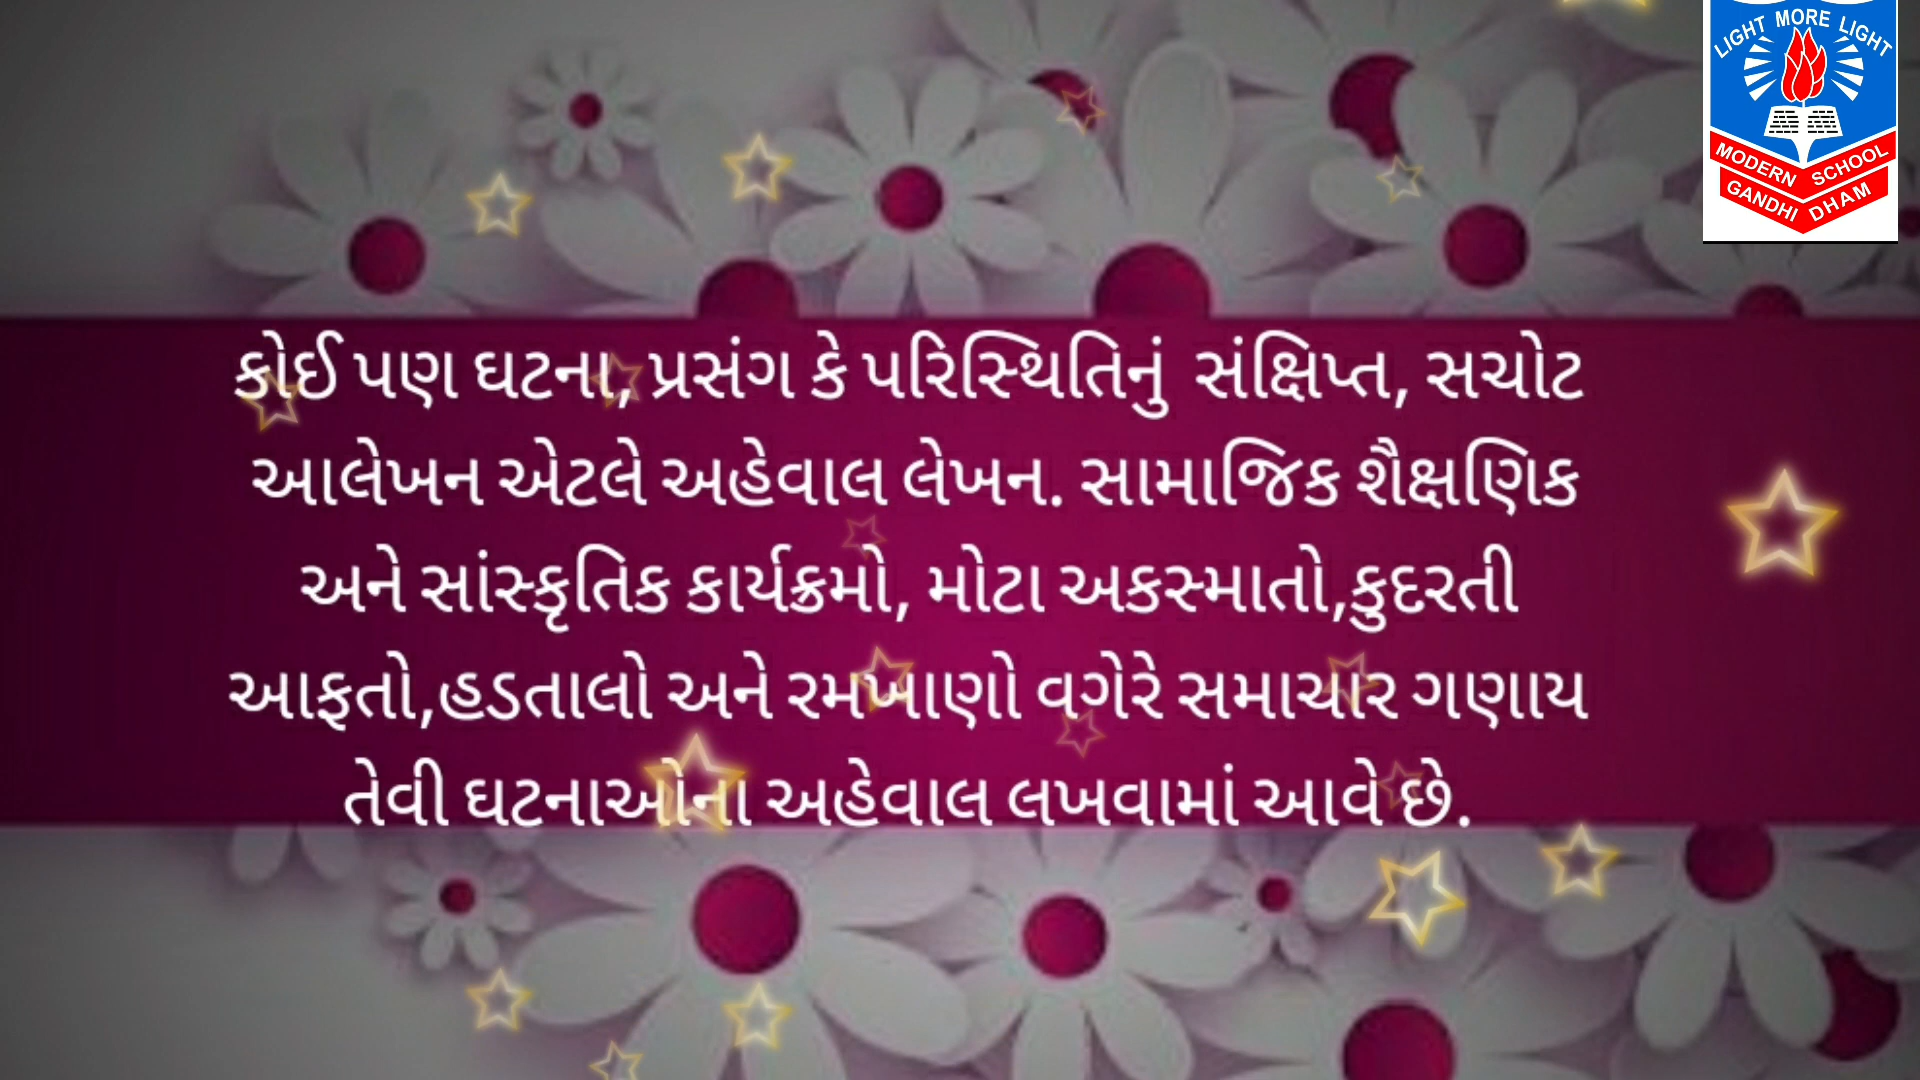 LIGHT MORE LIGHT
MODERN SCHOOL
GANDHI DHAM
કોઈ પણ ઘટના, પ્રસંગ કે પરિસ્થિતિનું સંક્ષિપ્ત, સચોટ
આલેખન એટલે અહેવાલ લેખન. સામાજિક શૈક્ષણિક
અને સાંસ્કૃતિક કાર્યક્રમો, મોટા અકસ્માતો,કુદરતી
આફતો,હડતાલો અને રમખાણો વગેરે સમાચાર ગણાય
તેવી ઘટનાઓના અહેવાલ લખવામાં આવે છે.